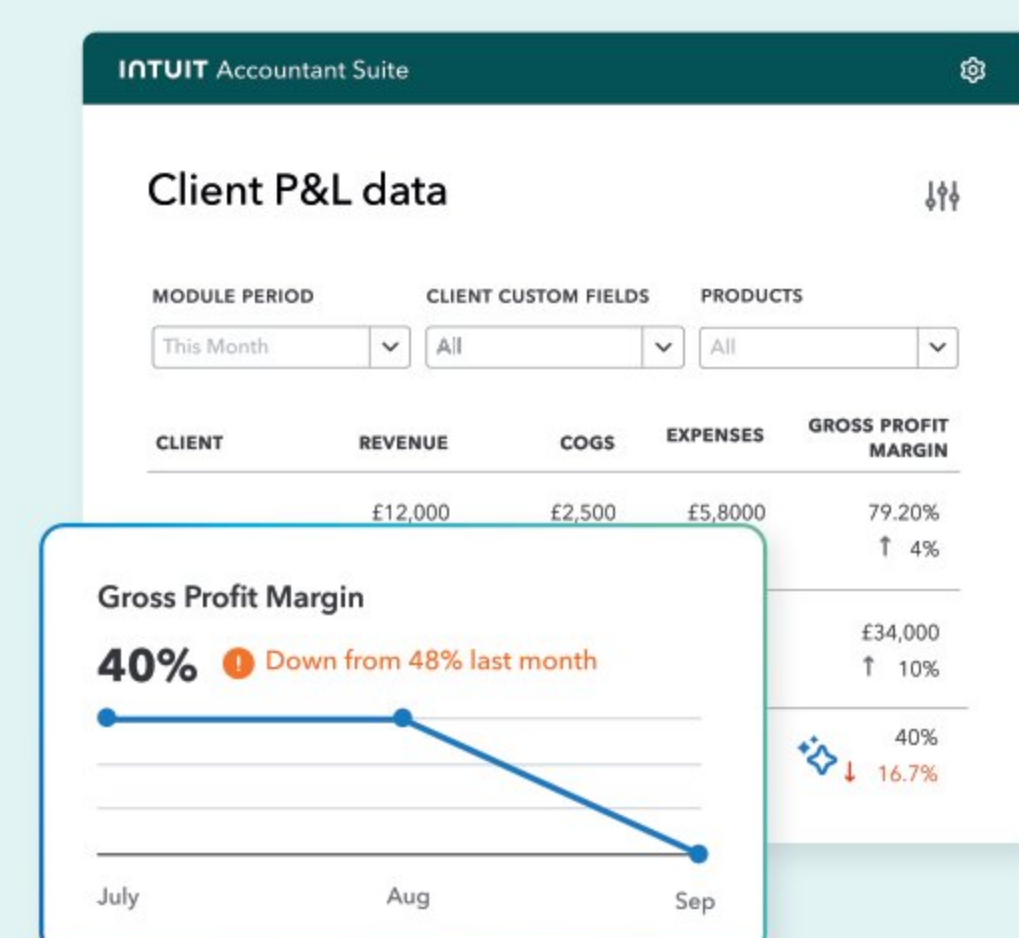 INTUIT Accountant Suite
Client P&L data
MODULE PERIOD CLIENT CUSTOM FIELDS PRODUCTS
This Month All All
CLIENT REVENUE COGS EXPENSES GROSS PROFIT MARGIN
£12,000 £2,500 £5,8000 79.20%
↑ 4%
£34,000
↑ 10%
40%
↓ 16.7%
Gross Profit Margin
40% ! Down from 48% last month
July Aug Sep